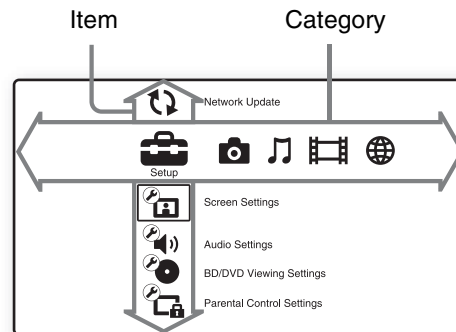 Item
Category
Network Update
Setup
Screen Settings
Audio Settings
BD/DVD Viewing Settings
Parental Control Settings